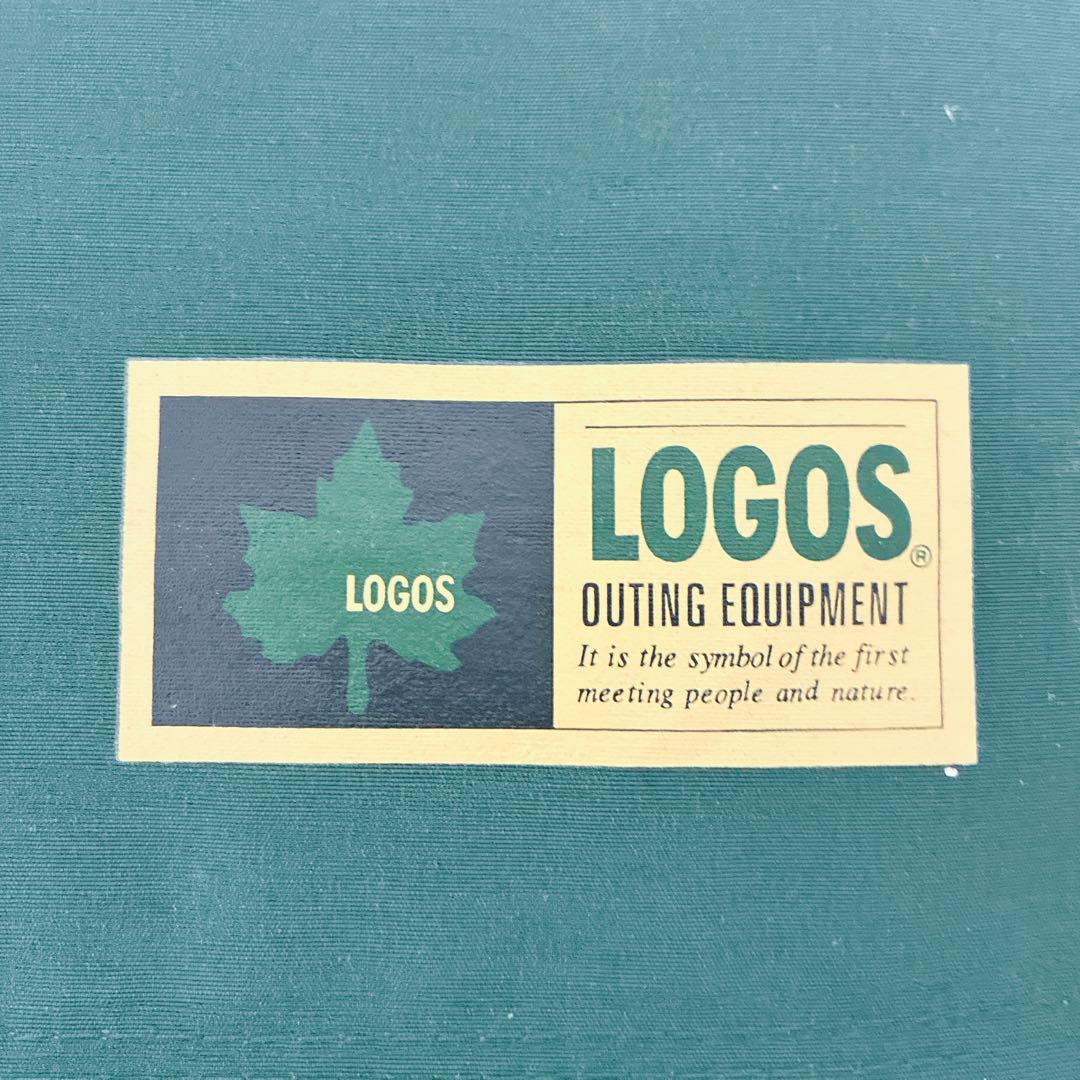 LOGOS
LOGOS®
OUTING EQUIPMENT
It is the symbol of the first
meeting people and nature.